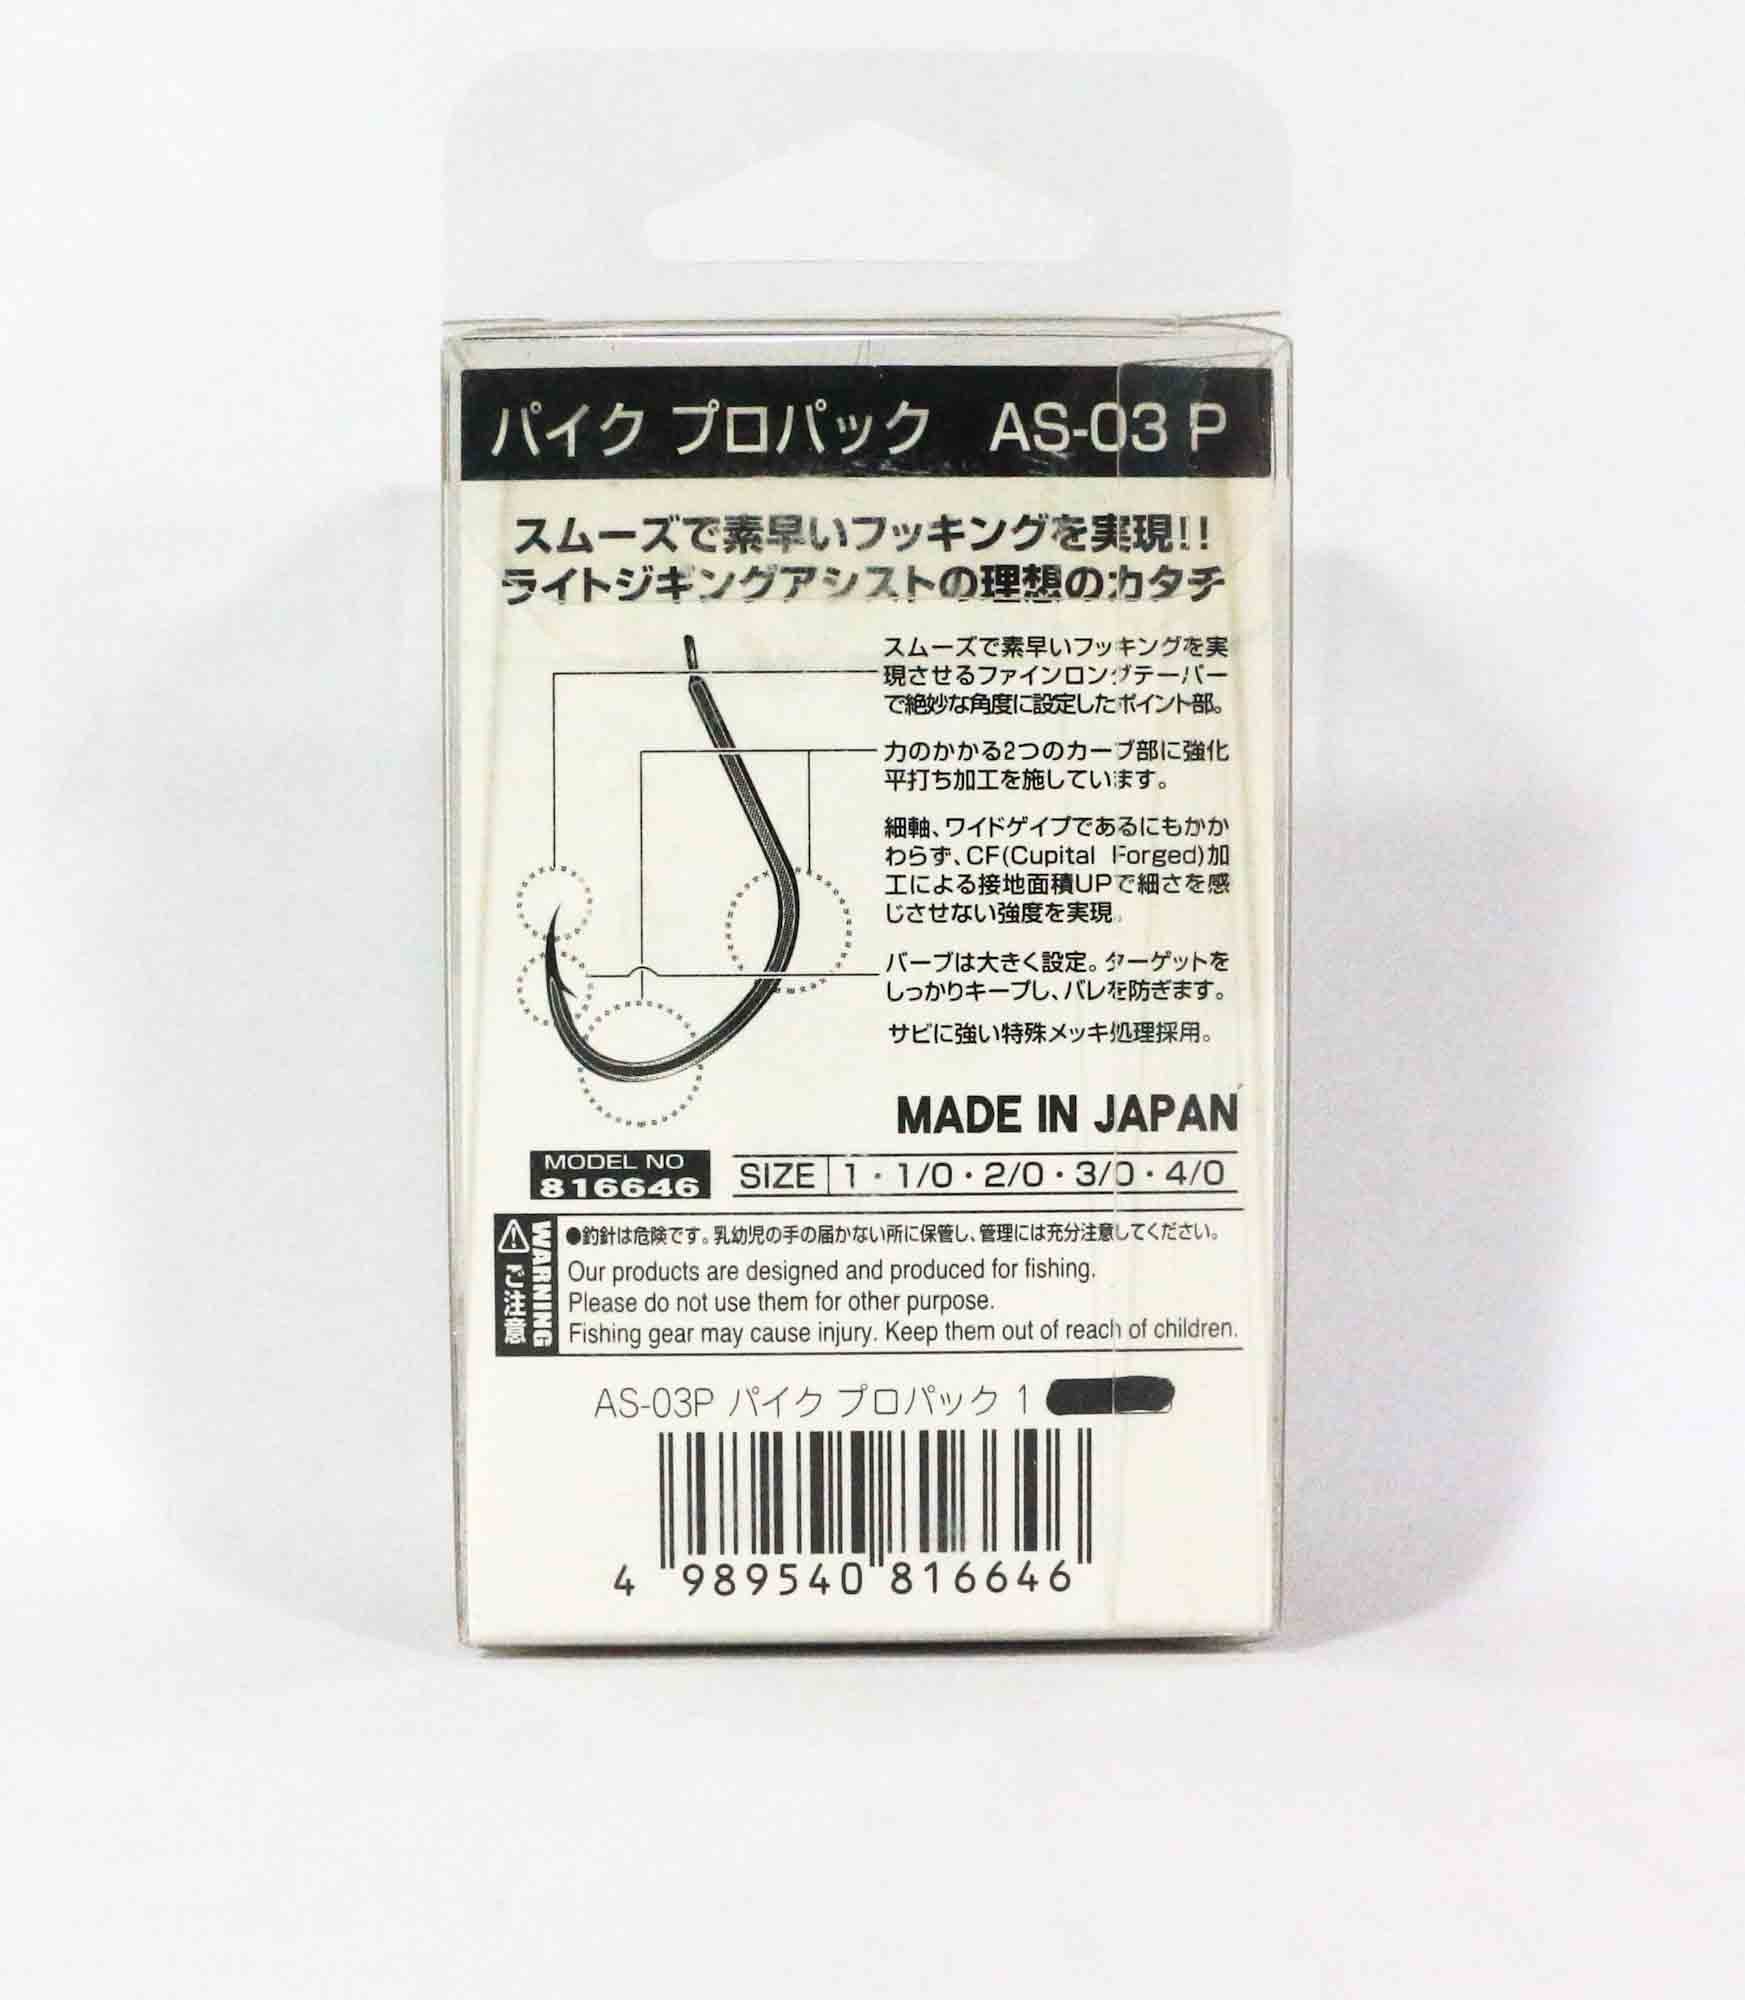 パイク プロパック AS-03 P
スムーズで素早いフッキングを実現!!
ライトジギングアシストの理想のカタチ
スムーズで素早いフッキングを実
現させるファインロングテーパー
で絶妙な角度に設定したポイント部。
力のかかる2つのカーブ部に強化
平打ち加工を施しています。
細軸、ワイドゲイプであるにもかか
わらず、CF(Cupital Forged)加
工による接地面積UPで細さを感
じさせない強度を実現。
バーブは大きく設定。ターゲットを
しっかりキープし、バレを防ぎます。
サビに強い特殊メッキ処理採用。
MADE IN JAPAN
MODEL NO
816646
SIZE 1・1/0・2/0・3/0・4/0
WARNING
ご注意
●釣針は危険です。乳幼児の手の届かない所に保管し、管理には充分注意してください。
Our products are designed and produced for fishing.
Please do not use them for other purpose.
Fishing gear may cause injury. Keep them out of reach of children.
AS-03P パイク プロパック 1
4 989540 816646